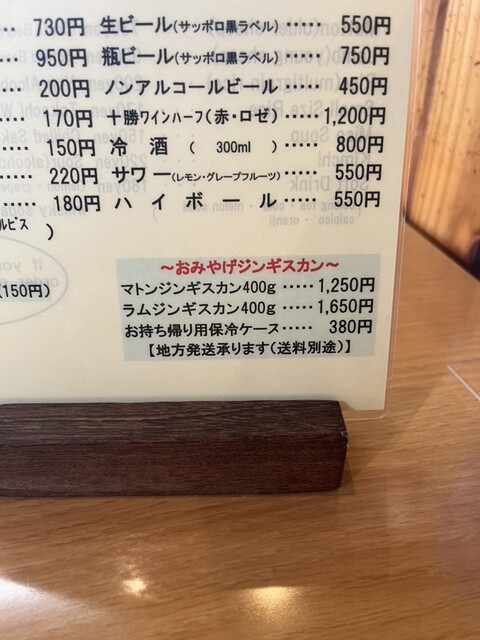 730円 生ビール(サッポロ黒ラベル)‥‥‥ 550円
950円 瓶ビール(サッポロ黒ラベル)‥‥‥ 750円
200円 ノンアルコールビール‥‥‥ 450円
170円 十勝ワインハーフ(赤・ロゼ)‥‥ 1,200円
150円 冷 酒 ( 300ml )‥‥‥ 800円
220円 サワー(レモン・グレープフルーツ)‥‥ 550円
180円 ハイボール‥‥‥ 550円
ルピス )
(150円)
～おみやげジンギスカン～
マトンジンギスカン400g ‥‥‥ 1,250円
ラムジンギスカン400g ‥‥‥ 1,650円
お持ち帰り用保冷ケース‥‥‥ 380円
【地方発送承ります(送料別途)】